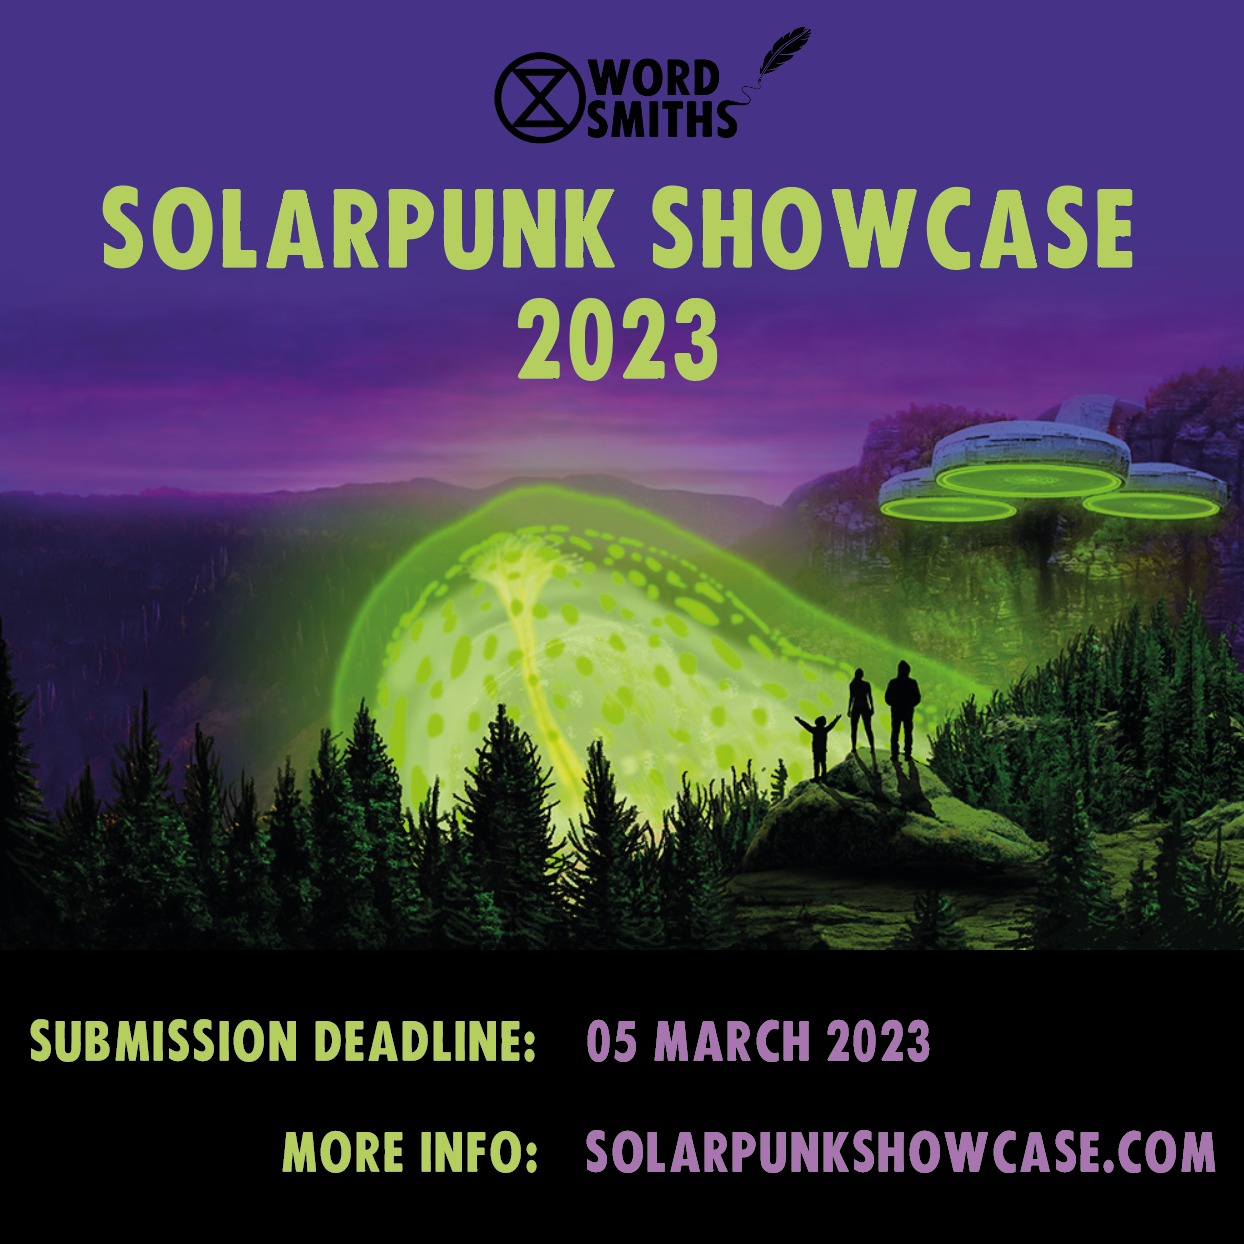 WORD
SMITHS
SOLARPUNK SHOWCASE
2023
SUBMISSION DEADLINE: 05 MARCH 2023
MORE INFO: SOLARPUNKSHOWCASE.COM